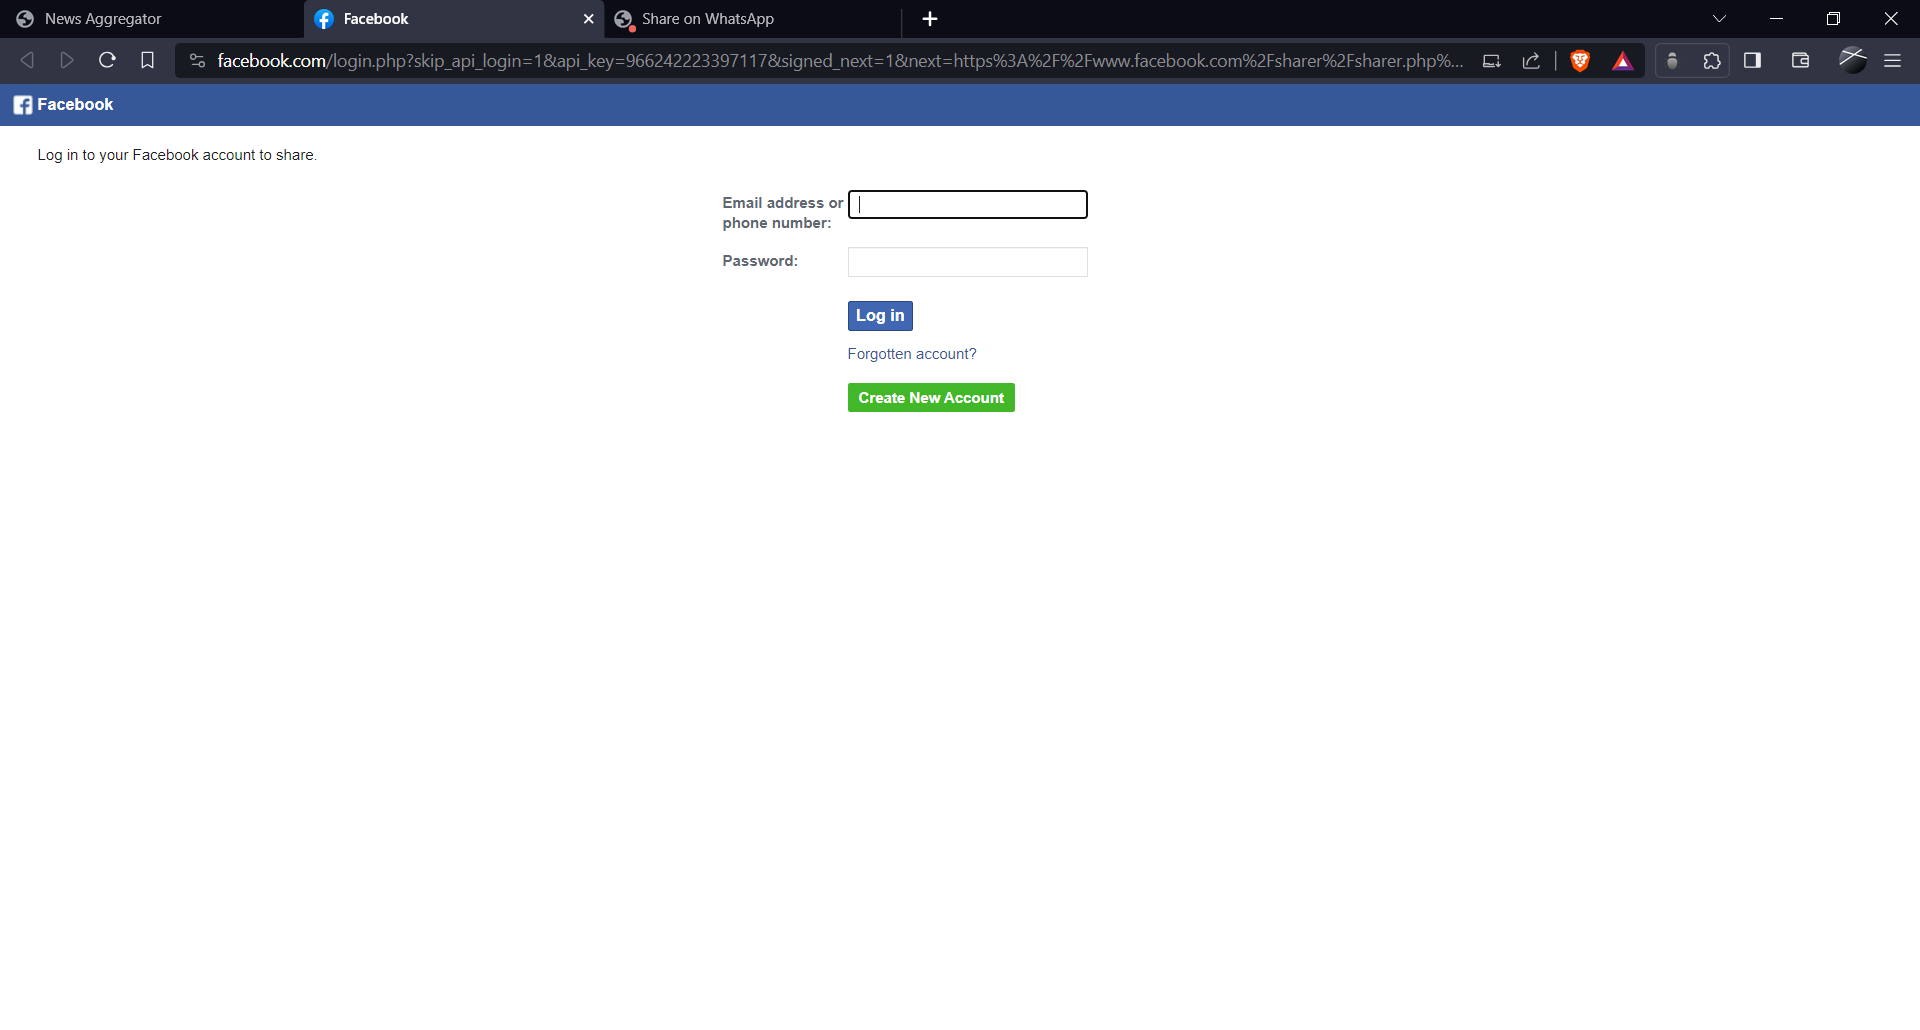 News Aggregator
Facebook
Share on WhatsApp
facebook.com/login.php?skip_api_login=1&api_key=966242223397117&signed_next=1&next=https%3A%2F%2Fwww.facebook.com%2Fsharer%2Fsharer.php%...
Facebook
Log in to your Facebook account to share.
Email address or
phone number:
Password:
Log in
Forgotten account?
Create New Account